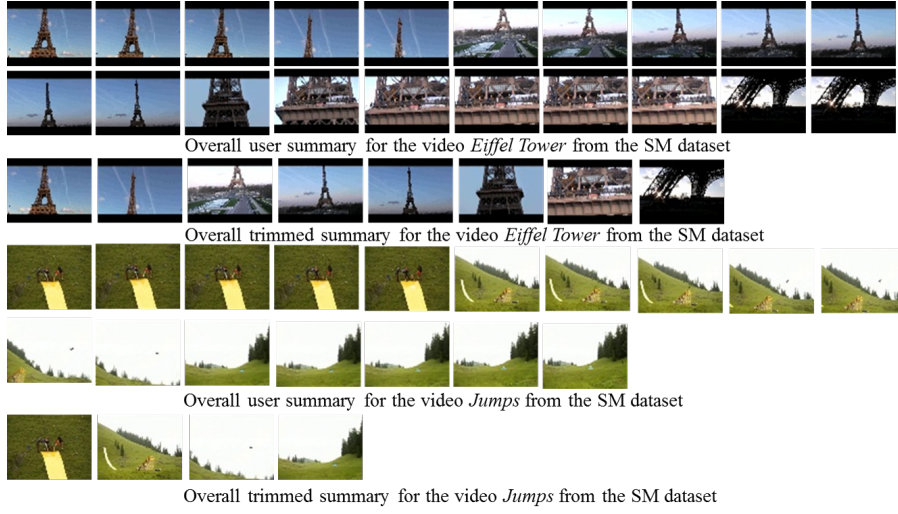 Overall user summary for the video Eiffel Tower from the SM dataset
Overall trimmed summary for the video Eiffel Tower from the SM dataset
Overall user summary for the video Jumps from the SM dataset
Overall trimmed summary for the video Jumps from the SM dataset